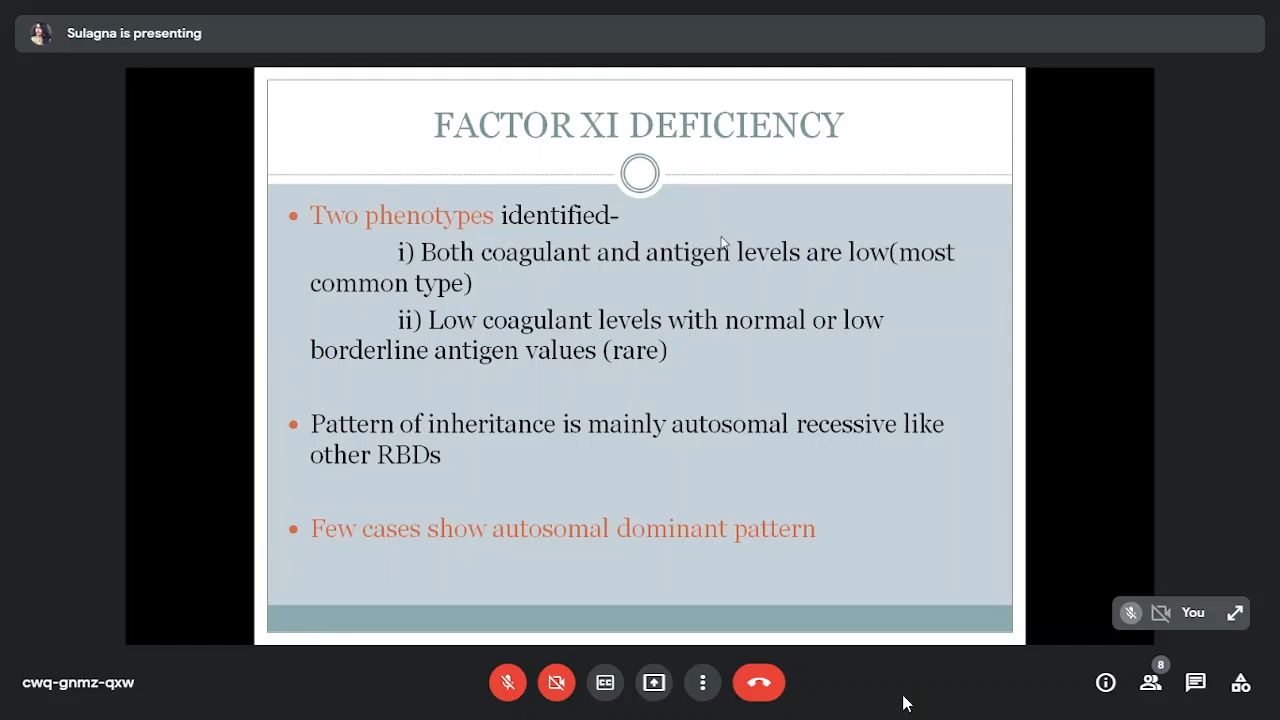 Sulagna is presenting
FACTOR XI DEFICIENCY
• Two phenotypes identified-
i) Both coagulant and antigen levels are low(most
common type)
ii) Low coagulant levels with normal or low
borderline antigen values (rare)
• Pattern of inheritance is mainly autosomal recessive like
other RBDs
• Few cases show autosomal dominant pattern
You
cwq-gnmz-qxw
CC
8